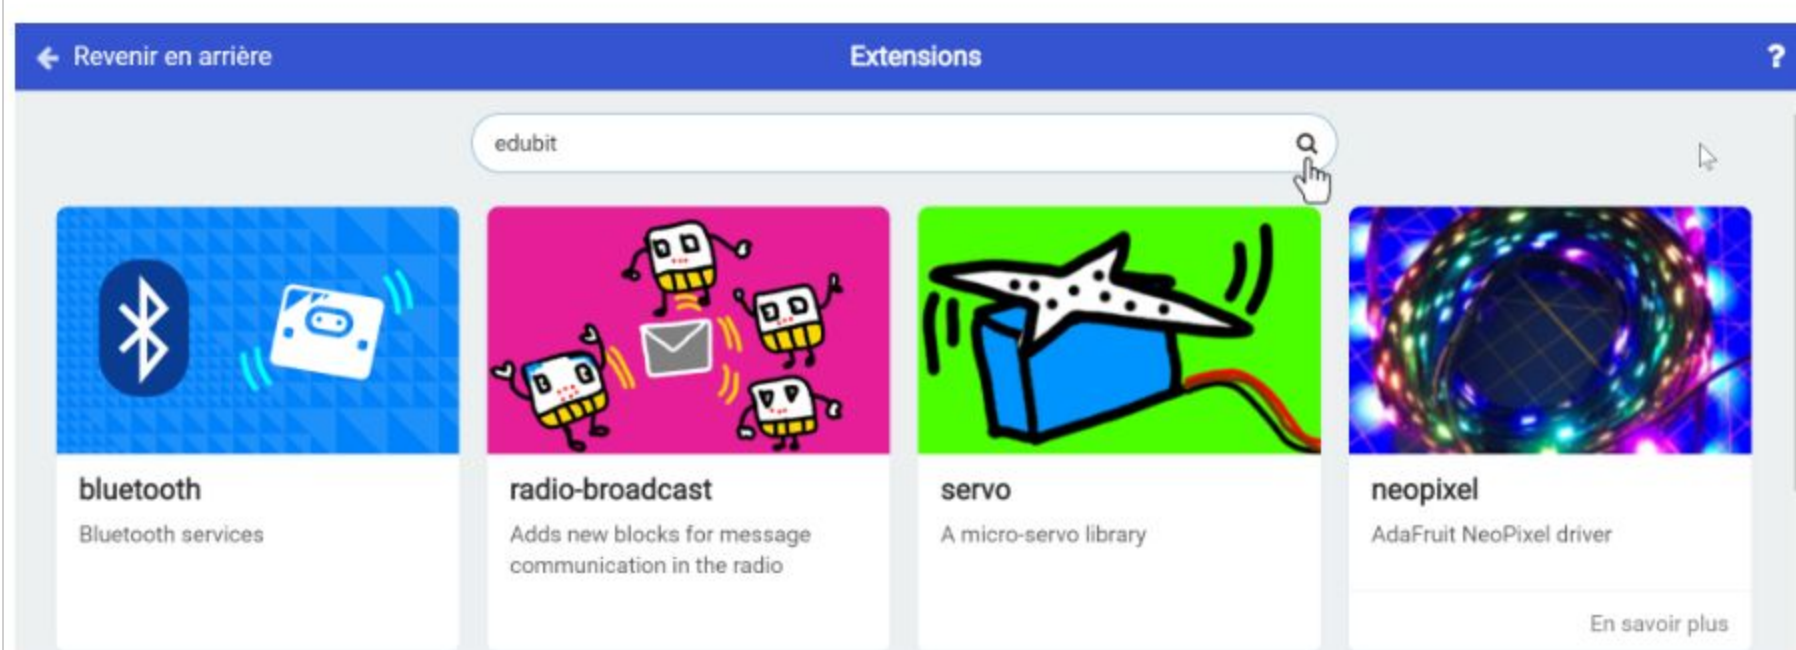 Revenir en arrière
Extensions
?
edubit
bluetooth
Bluetooth services
radio-broadcast
Adds new blocks for message
communication in the radio
servo
A micro-servo library
neopixel
AdaFruit NeoPixel driver
En savoir plus